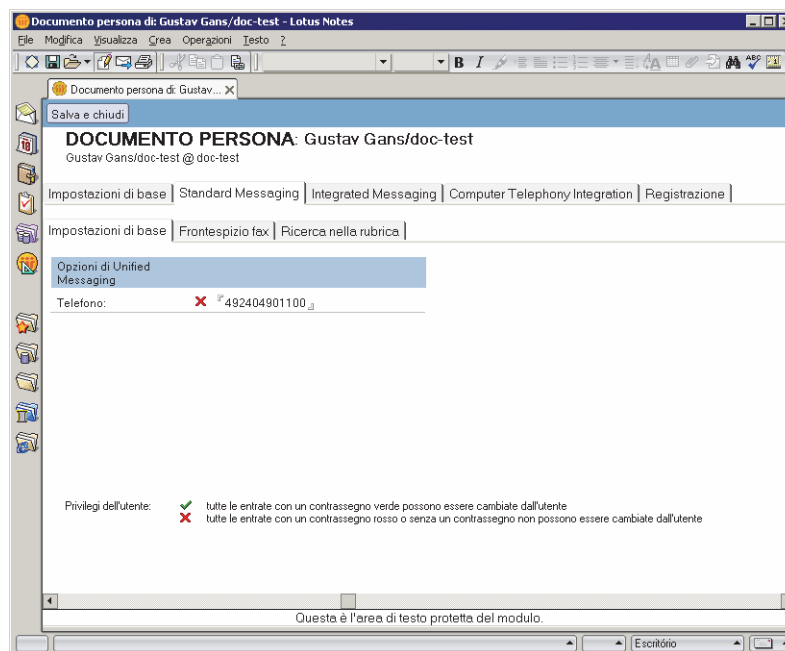 Documento persona di: Gustav Gans/doc-test - Lotus Notes
File Modifica Visualizza Crea Operazioni Testo ?
B I
Documento persona di: Gustav...
Salva e chiudi
DOCUMENTO PERSONA: Gustav Gans/doc-test
Gustav Gans/doc-test @ doc-test
Impostazioni di base Standard Messaging Integrated Messaging Computer Telephony Integration Registrazione
Impostazioni di base Frontespizio fax Ricerca nella rubrica
Opzioni di Unified
Messaging
Telefono: 492404901100
Privilegi dell'utente: tutte le entrate con un contrassegno verde possono essere cambiate dall'utente
tutte le entrate con un contrassegno rosso o senza un contrassegno non possono essere cambiate dall'utente
Questa è l'area di testo protetta del modulo.
Escritório